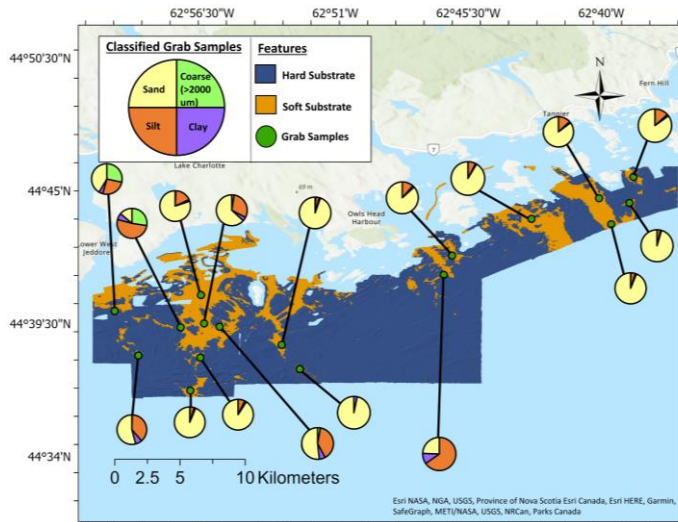 62°56'30"W 62°51'W 62°45'30"W 62°40'W
44°50'30"N
44°45'N
44°39'30"N
44°34'N
Classified Grab Samples
Sand
Coarse
(>2000
um)
Silt
Clay
Features
Hard Substrate
Soft Substrate
Grab Samples
N
Fern Hill
Tangier
7
Lake Charlotte
69 m
Owls Head
Harbour
Lower West
Jeddore
0 2.5 5 10 Kilometers
Esri NASA, NGA, USGS, Province of Nova Scotia Esri Canada, Esri HERE, Garmin,
SafeGraph, METI/NASA, USGS, NRCan, Parks Canada